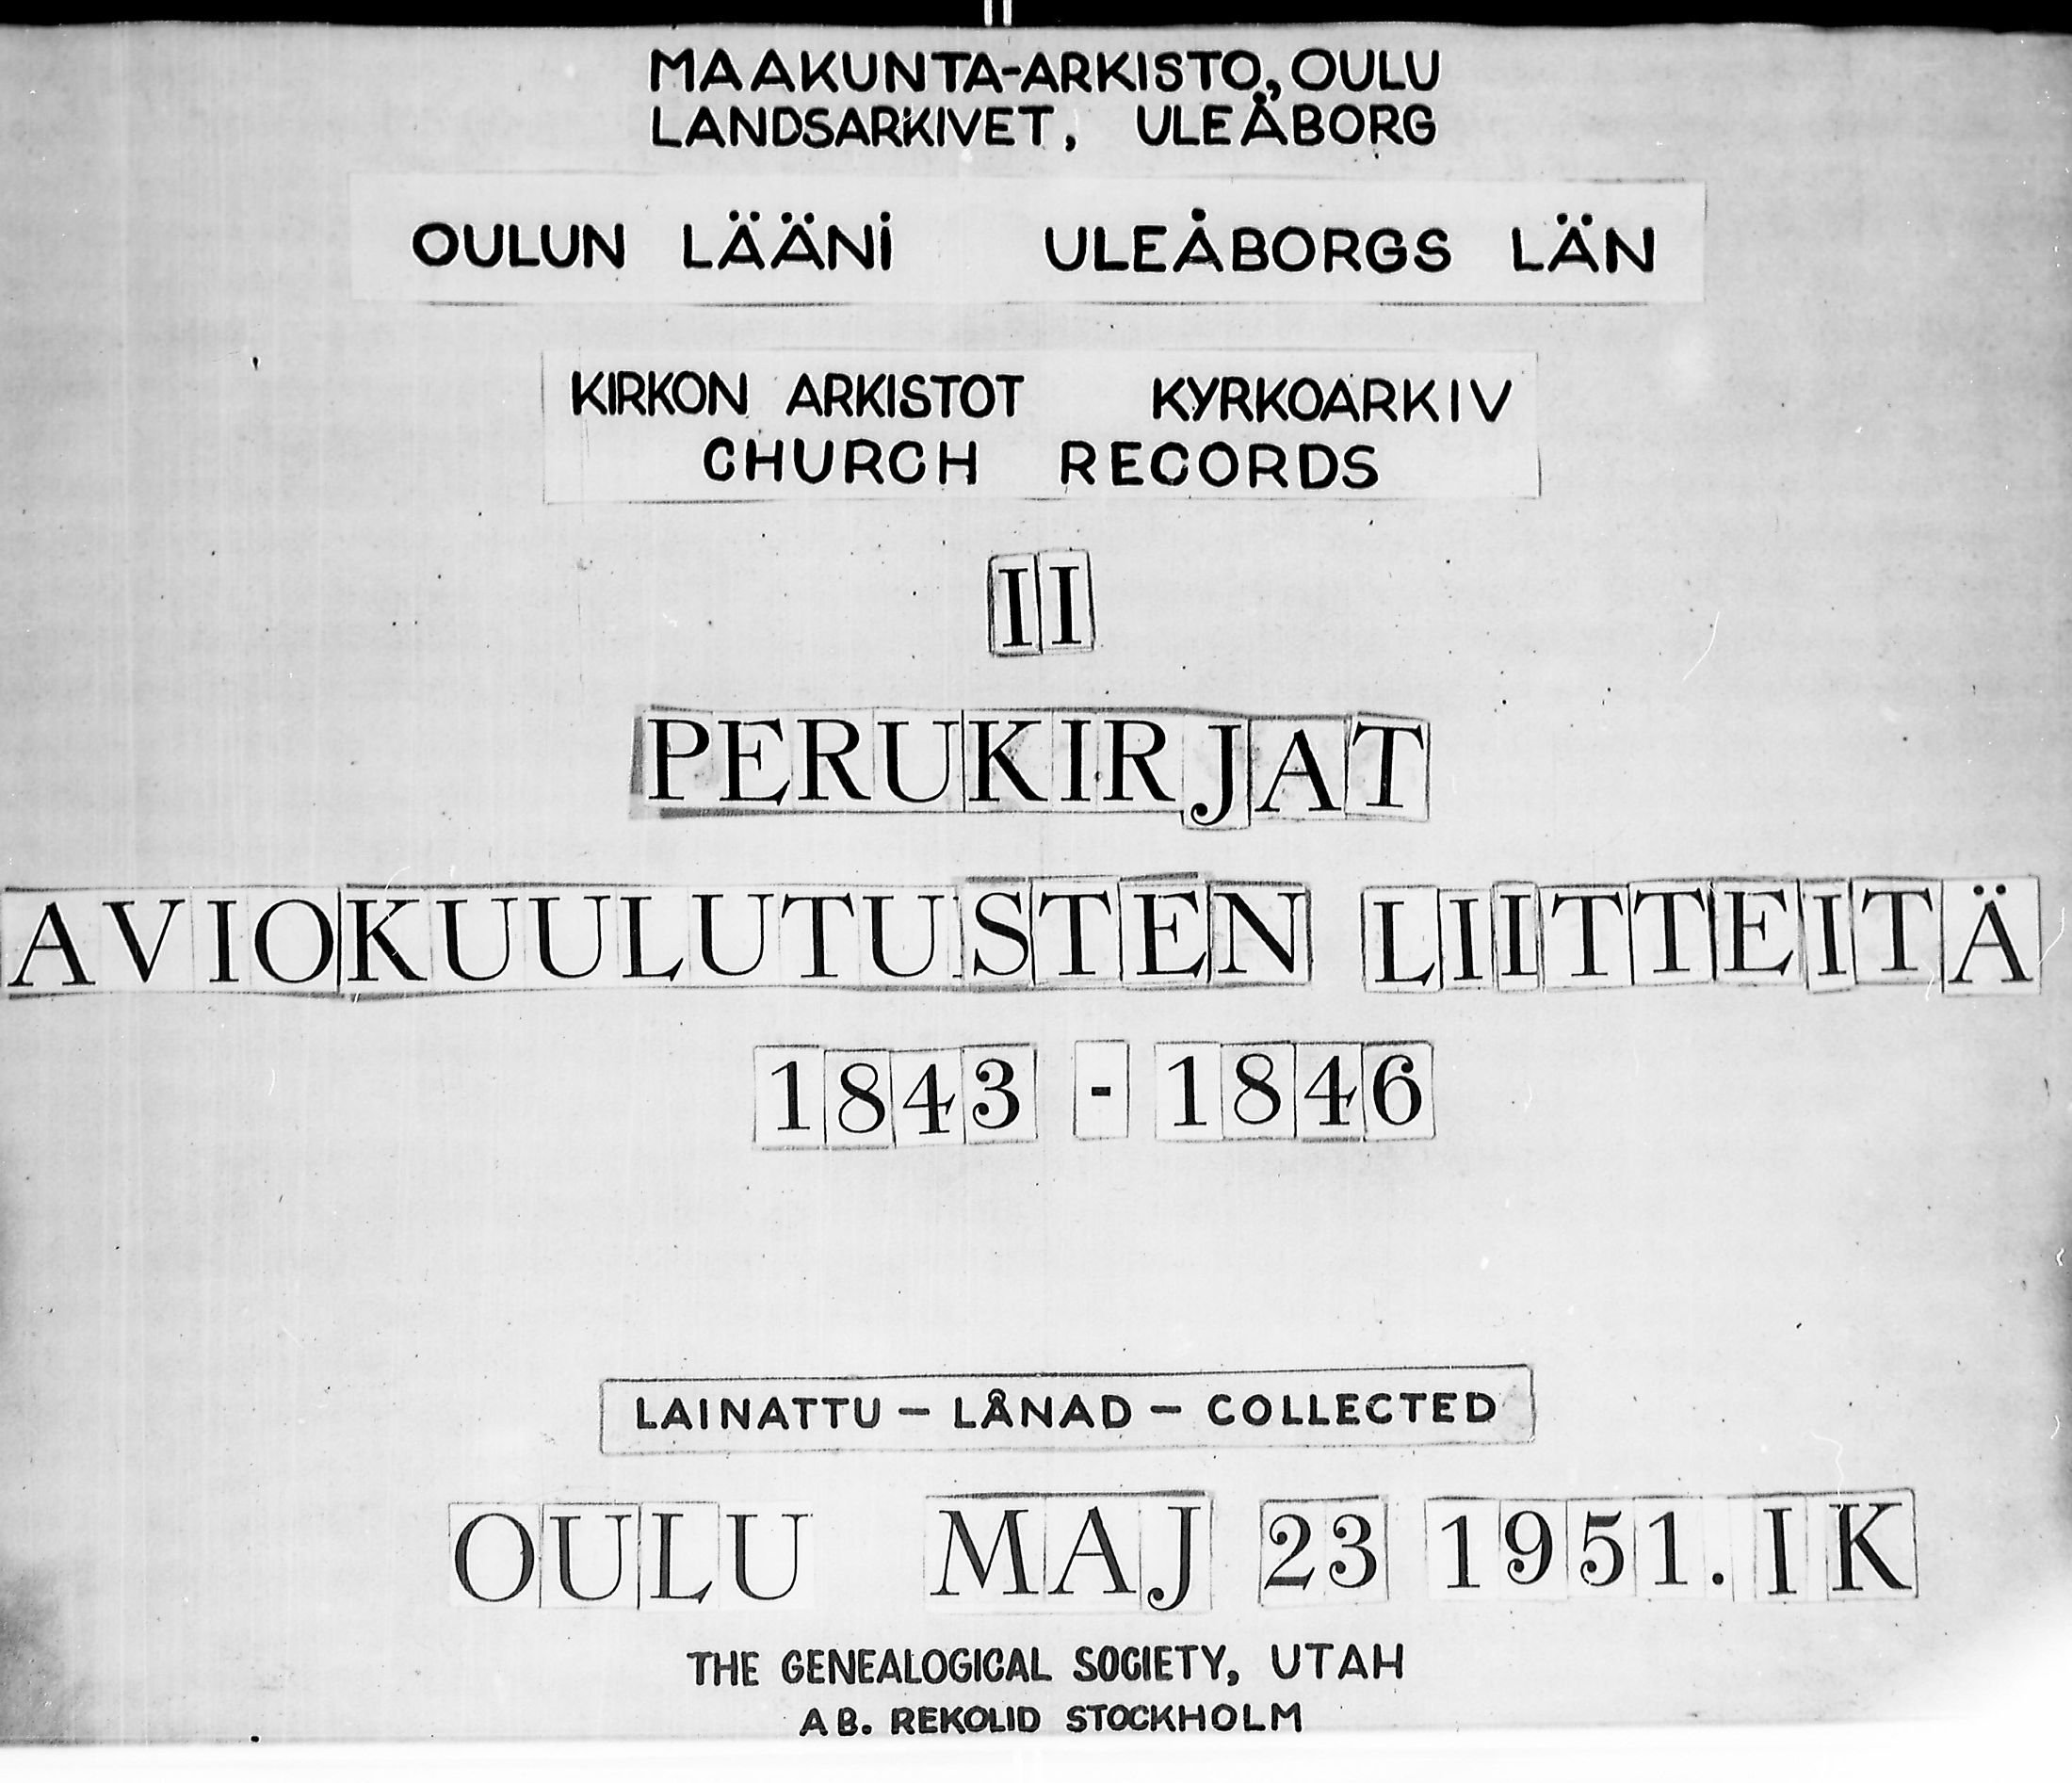 MAAKUNTA-ARKISTO, OULU
LANDSARKIVET, ULEÅBORG
OULUN LÄÄNI ULEÅBORGS LÄN
KIRKON ARKISTOT KYRKOARKIV
CHURCH RECORDS
II
PERUKIRJAT
AVIOKUULUTUSTEN LIITTEITÄ
1843 - 1846
LAINATTU - LÅNAD - COLLECTED
OULU MAJ 23 1951. IK
THE GENEALOGICAL SOCIETY, UTAH
AB. REKOLID STOCKHOLM